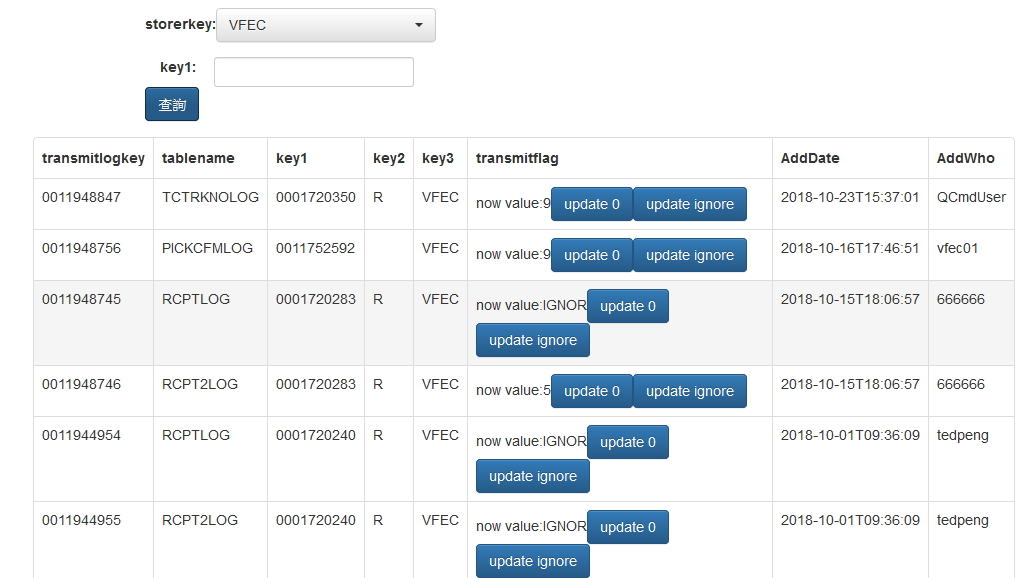 storerkey: VFEC
key1:
查詢
transmitlogkey tablename key1 key2 key3 transmitflag AddDate AddWho
0011948847 TCTRKNOLOG 0001720350 R VFEC now value:9 update 0 update ignore 2018-10-23T15:37:01 QCmdUser
0011948756 PICKCFMLOG 0011752592 VFEC now value:9 update 0 update ignore 2018-10-16T17:46:51 vfec01
0011948745 RCPTLOG 0001720283 R VFEC now value:IGNOR update 0 2018-10-15T18:06:57 666666
update ignore
0011948746 RCPT2LOG 0001720283 R VFEC now value:5 update 0 update ignore 2018-10-15T18:06:57 666666
0011944954 RCPTLOG 0001720240 R VFEC now value:IGNOR update 0 2018-10-01T09:36:09 tedpeng
update ignore
0011944955 RCPT2LOG 0001720240 R VFEC now value:IGNOR update 0 2018-10-01T09:36:09 tedpeng
update ignore